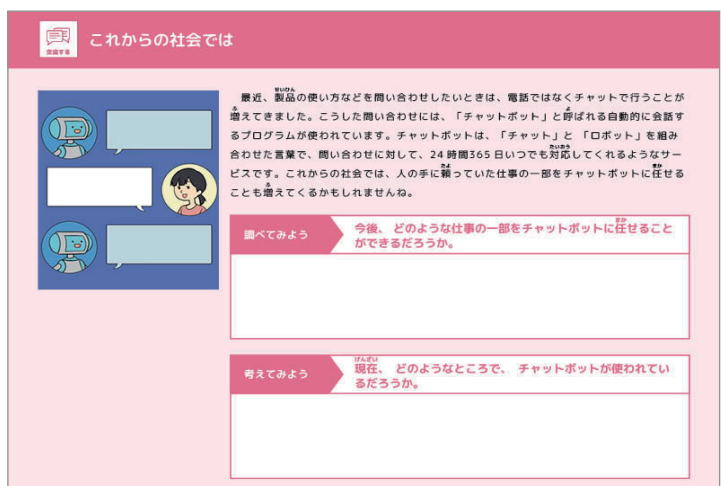 意識する
これからの社会では
最近、製品の使い方などを問い合わせしたいときは、電話ではなくチャットで行うことが
増えてきました。こうした問い合わせには、「チャットボット」と呼ばれる自動的に会話す
るプログラムが使われています。チャットボットは、「チャット」と「ロボット」を組み
合わせた言葉で、問い合わせに対して、24時間365日いつでも対応してくれるようなサー
ビスです。これからの社会では、人の手に頼っていた仕事の一部をチャットボットに任せる
ことも増えてくるかもしれませんね。
調べてみよう
今後、どのような仕事の一部をチャットボットに任せること
ができるだろうか。
考えてみよう
現在、どのようなところで、チャットボットが使われてい
るだろうか。